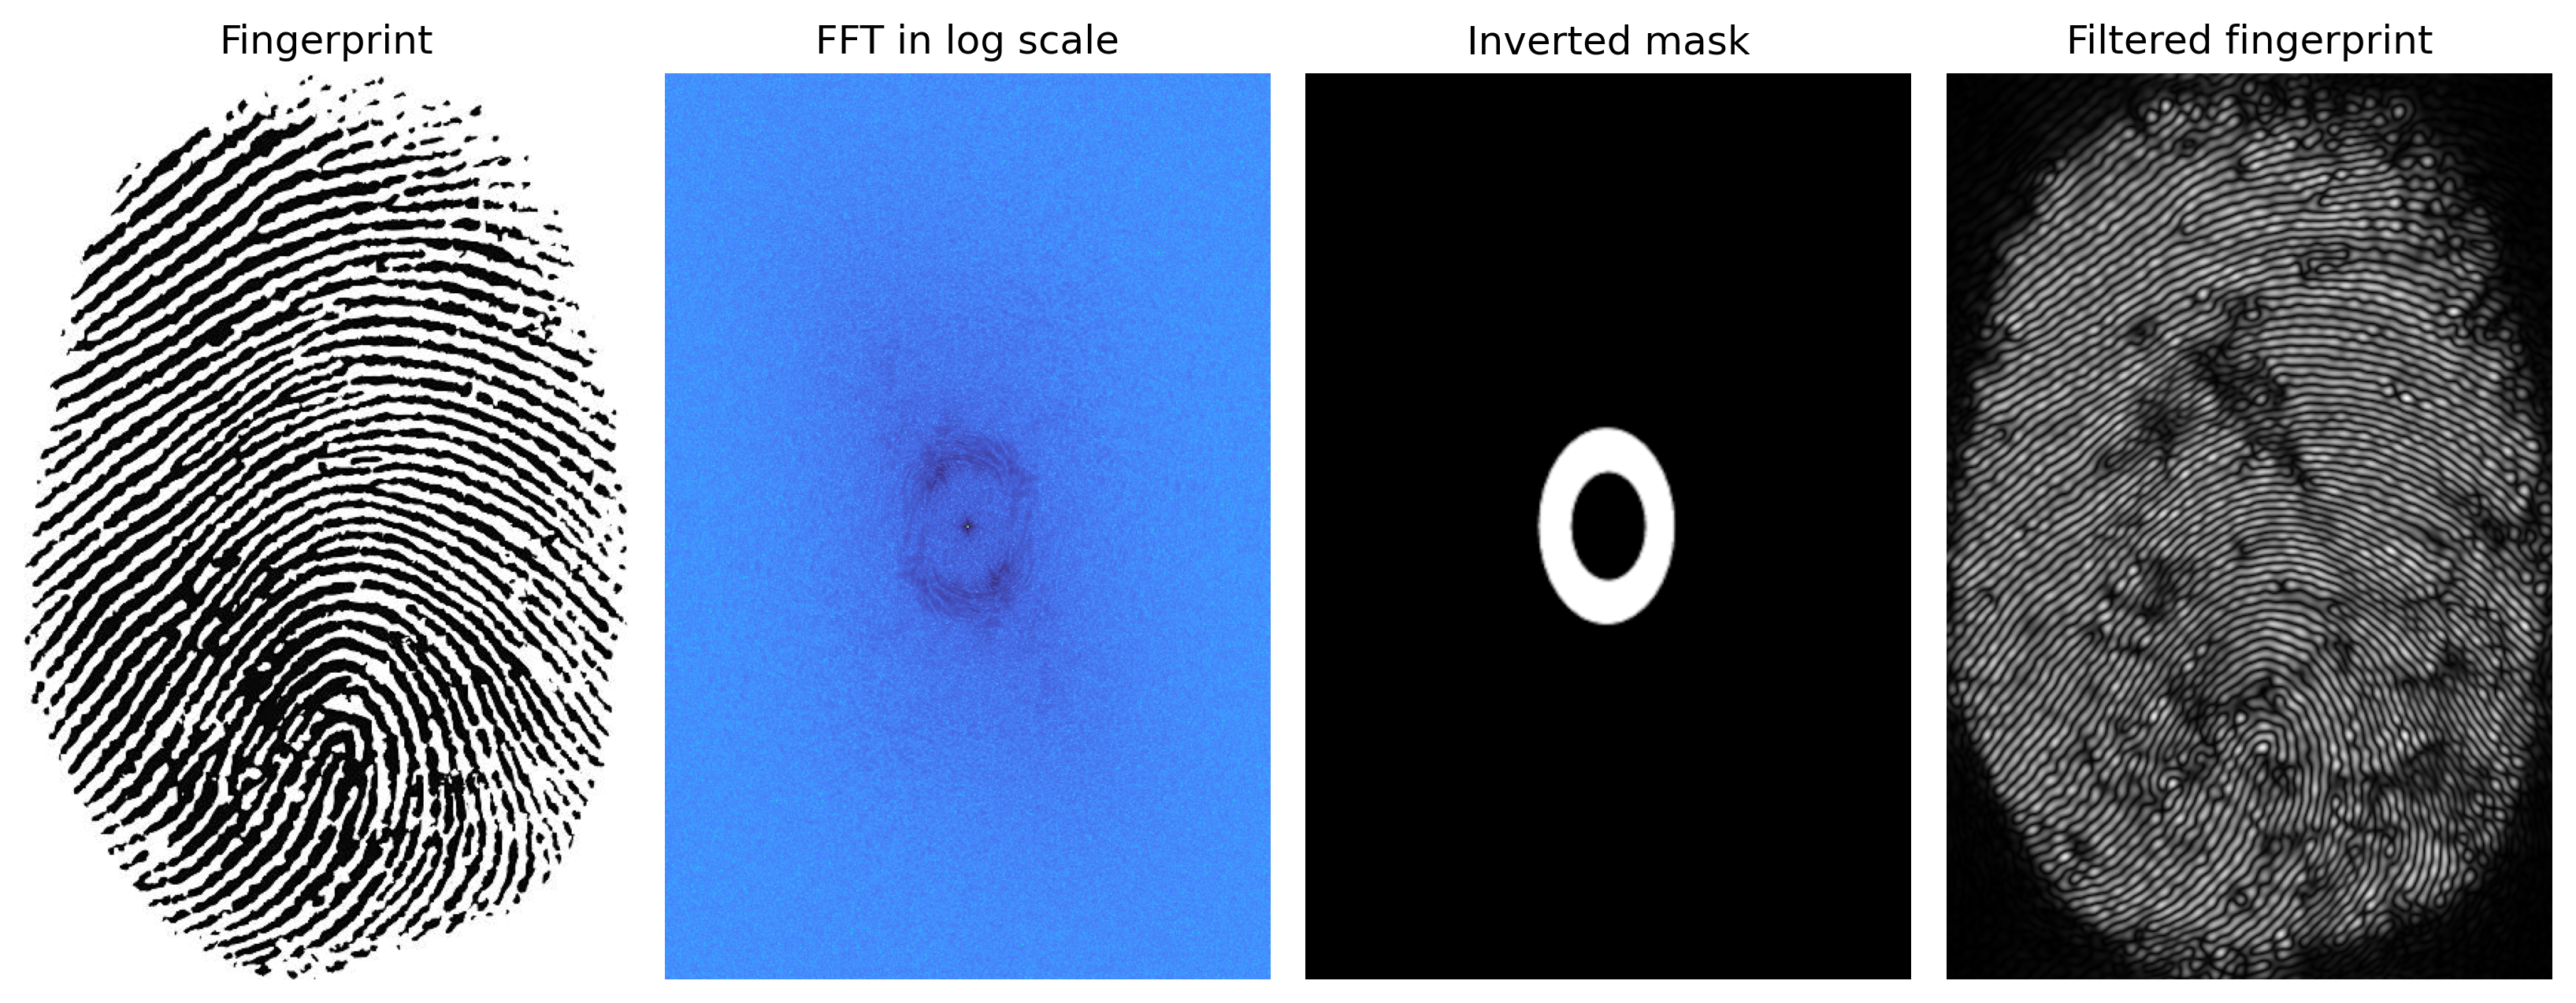 Fingerprint
FFT in log scale
Inverted mask
Filtered fingerprint